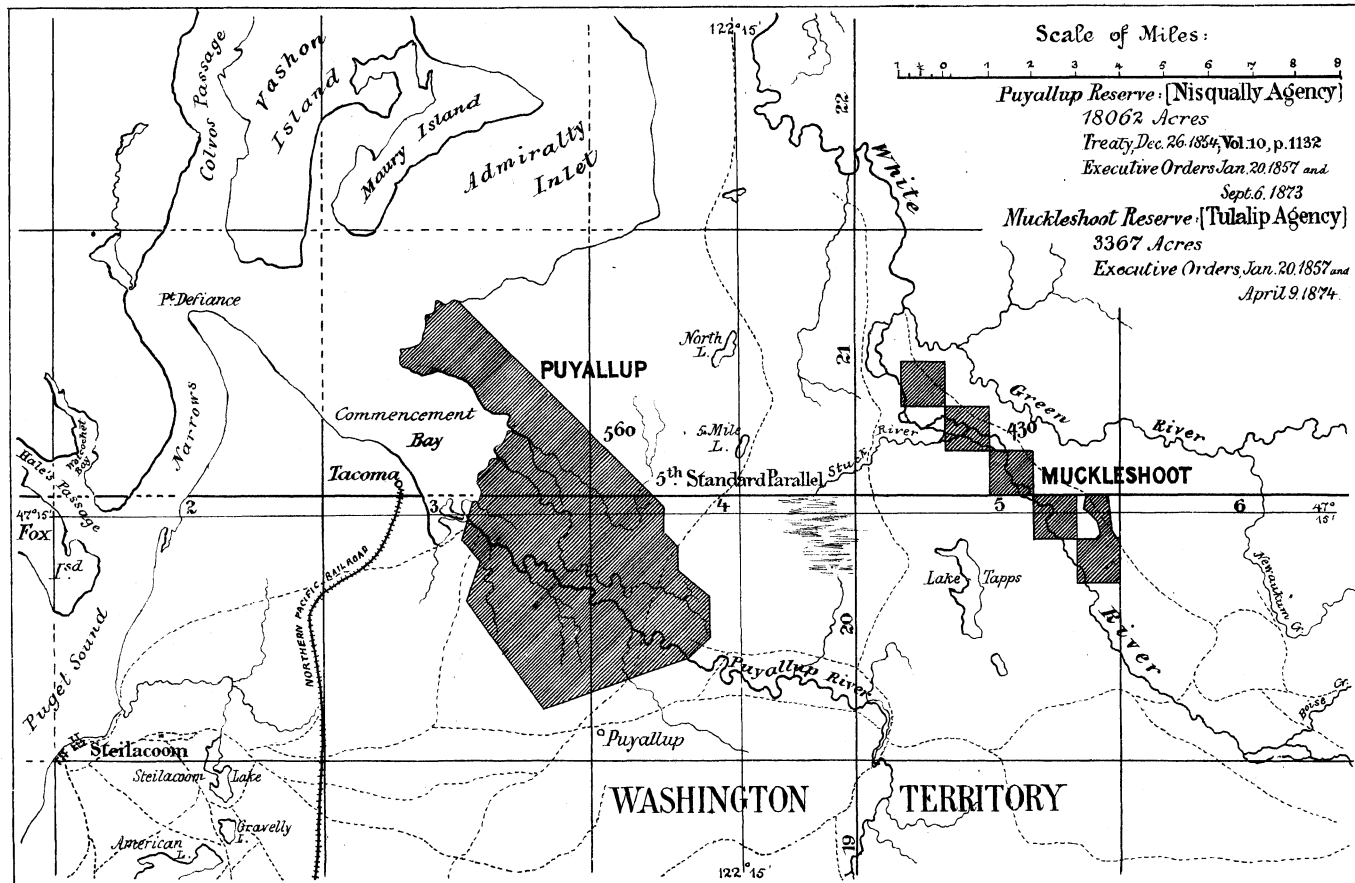 Scale of Miles:
1 ½ 0 1 2 3 4 5 6 7 8 9
Puyallup Reserve: [Nisqually Agency]
18062 Acres
Treaty, Dec. 26. 1854, Vol. 10, p. 1132
Executive Orders Jan. 20. 1857 and
Sept. 6. 1873
Muckleshoot Reserve: [Tulalip Agency]
3367 Acres
Executive Orders, Jan. 20. 1857 and
April 9. 1874.
122° 15'
Colvos Passage
Vashon
Island
Maury Island
Admiralty
Inlet
22
White
Pt. Defiance
North
L.
21
PUYALLUP
Narrows
Commencement
Bay
560
5 Mile
L.
Stuck River
Green River
430
Wallochet
Bay
Hale's Passage
Tacoma
5th Standard Parallel
MUCKLESHOOT
2
3
4
5
6
47° 15'
47°
15'
Fox
Isd
NORTHERN PACIFIC RAILROAD
Lake Tapps
Newaukum Cr.
20
River
Puget Sound
Puyallup River
Boise Cr.
Steilacoom
Puyallup
Steilacoom Lake
WASHINGTON TERRITORY
Gravelly
L.
American
L.
19
122° 15'